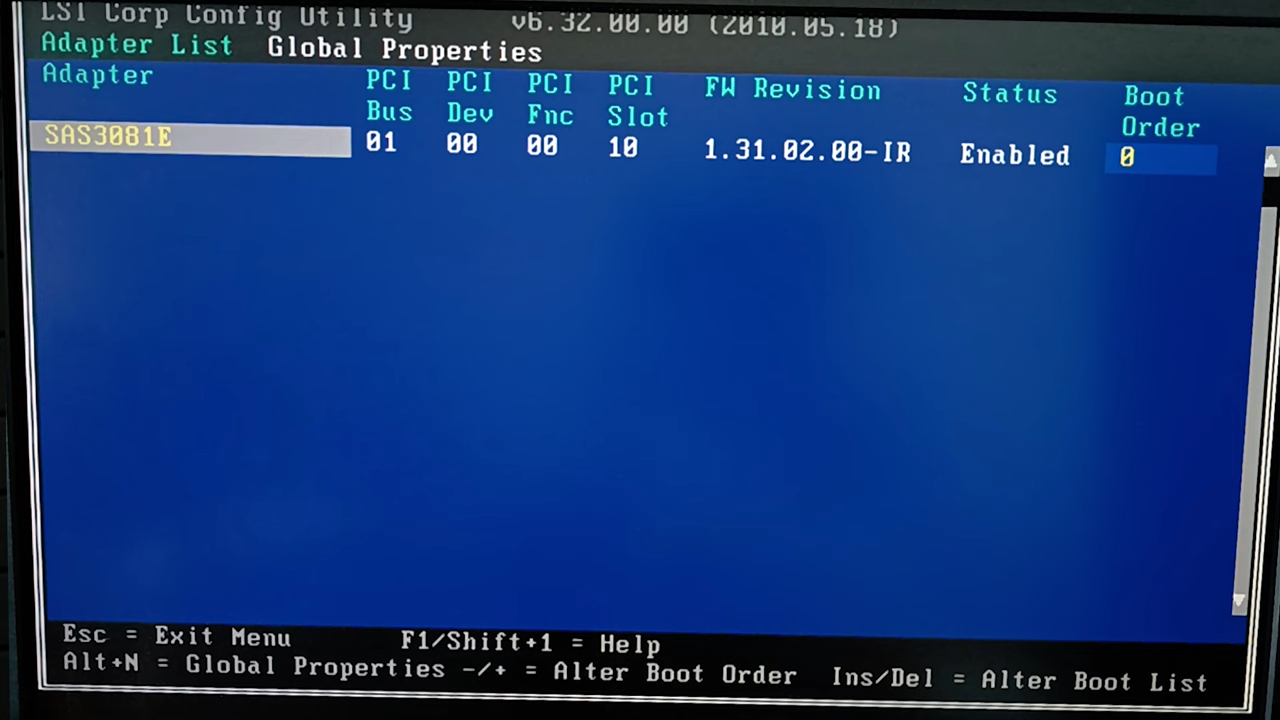 LSI Corp Config Utility v6.32.00.00 (2010.05.18)
Adapter List Global Properties
Adapter PCI PCI PCI PCI FW Revision Status Boot
Bus Dev Fnc Slot Order
SAS3081E 01 00 00 10 1.31.02.00-IR Enabled 0
Esc = Exit Menu F1/Shift+1 = Help
Alt+N = Global Properties -/+ = Alter Boot Order Ins/Del = Alter Boot List